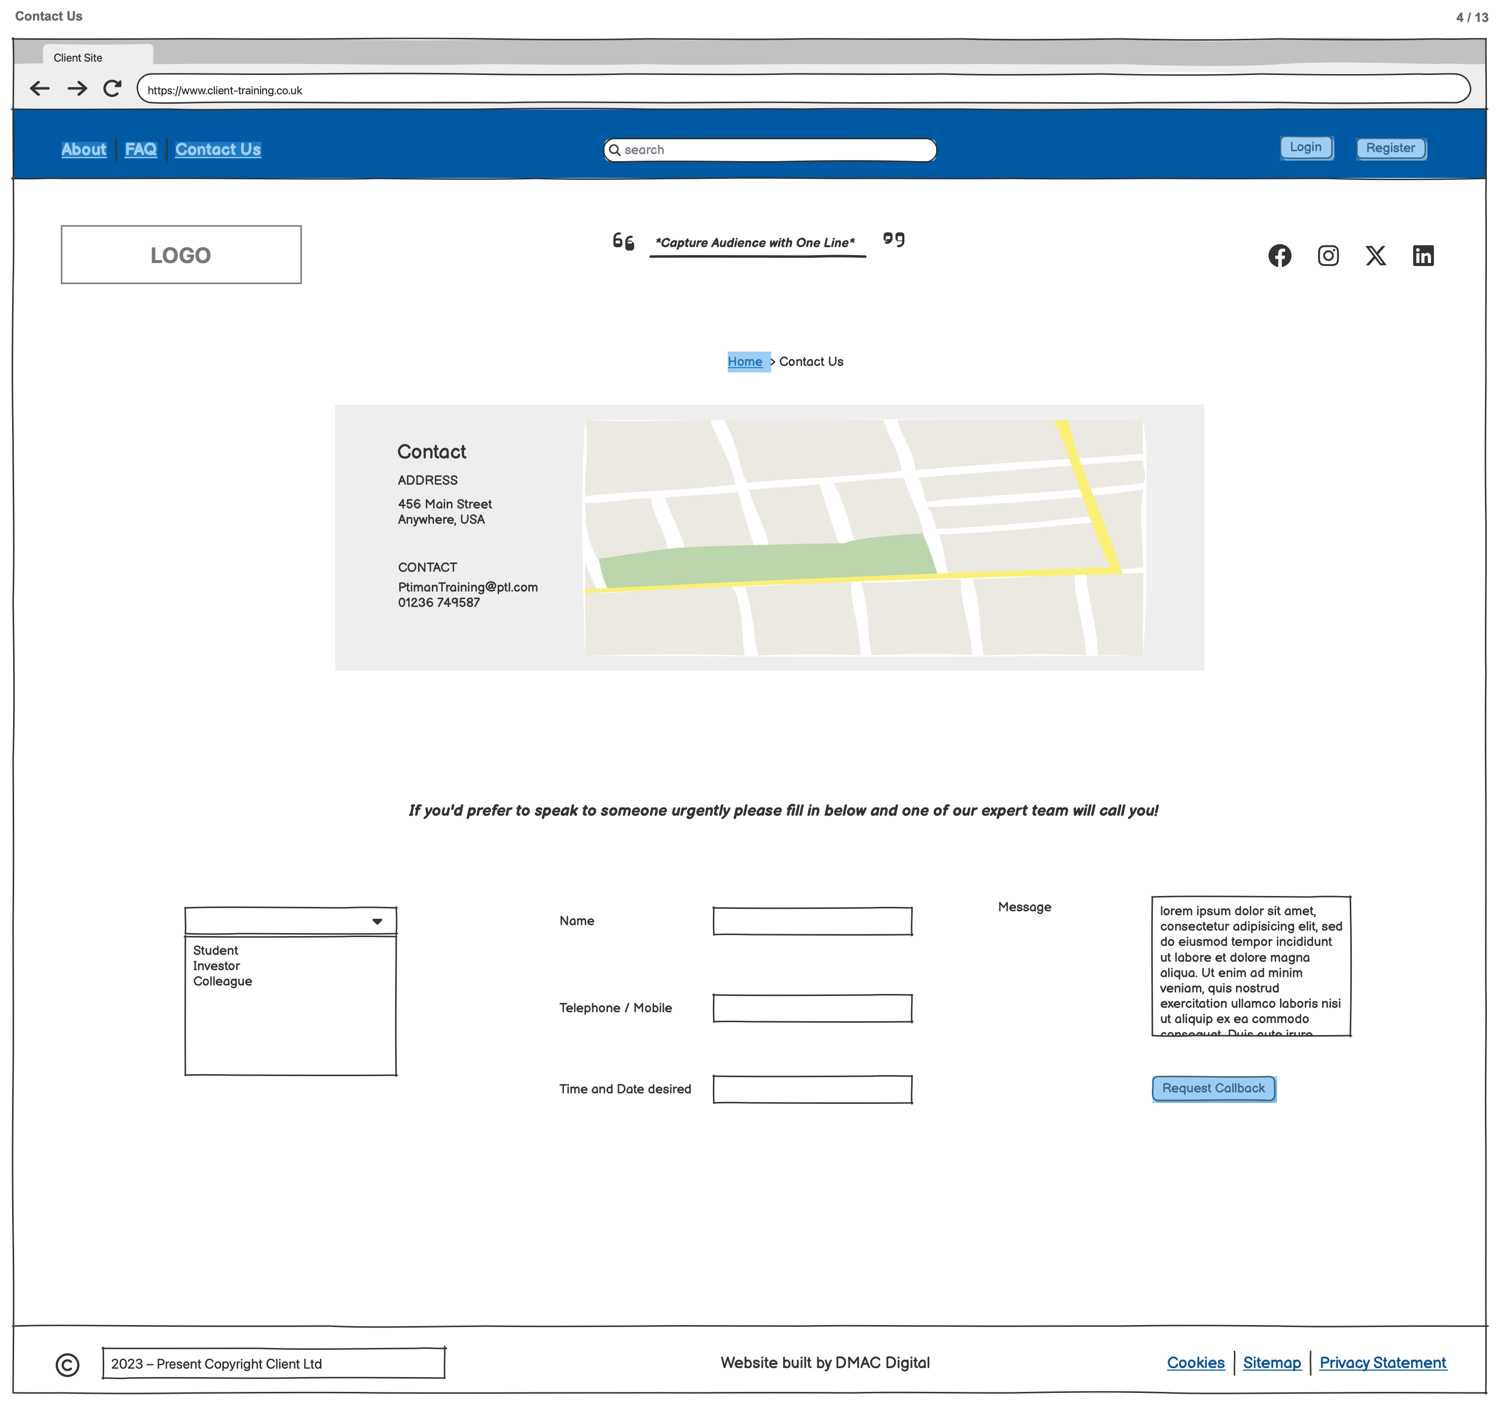 Contact Us
4 / 13
Client Site
https://www.client-training.co.uk
About
FAQ
Contact Us
search
Login
Register
LOGO
*Capture Audience with One Line*
Home > Contact Us
Contact
ADDRESS
456 Main Street
Anywhere, USA
CONTACT
PtimanTraining@ptl.com
01236 749587
If you'd prefer to speak to someone urgently please fill in below and one of our expert team will call you!
Student
Investor
Colleague
Name
Telephone / Mobile
Time and Date desired
Message
lorem ipsum dolor sit amet,
consectetur adipisicing elit, sed
do eiusmod tempor incididunt
ut labore et dolore magna
aliqua. Ut enim ad minim
veniam, quis nostrud
exercitation ullamco laboris nisi
ut aliquip ex ea commodo
consequat. Duis aute irure
Request Callback
© 2023 – Present Copyright Client Ltd
Website built by DMAC Digital
Cookies
Sitemap
Privacy Statement